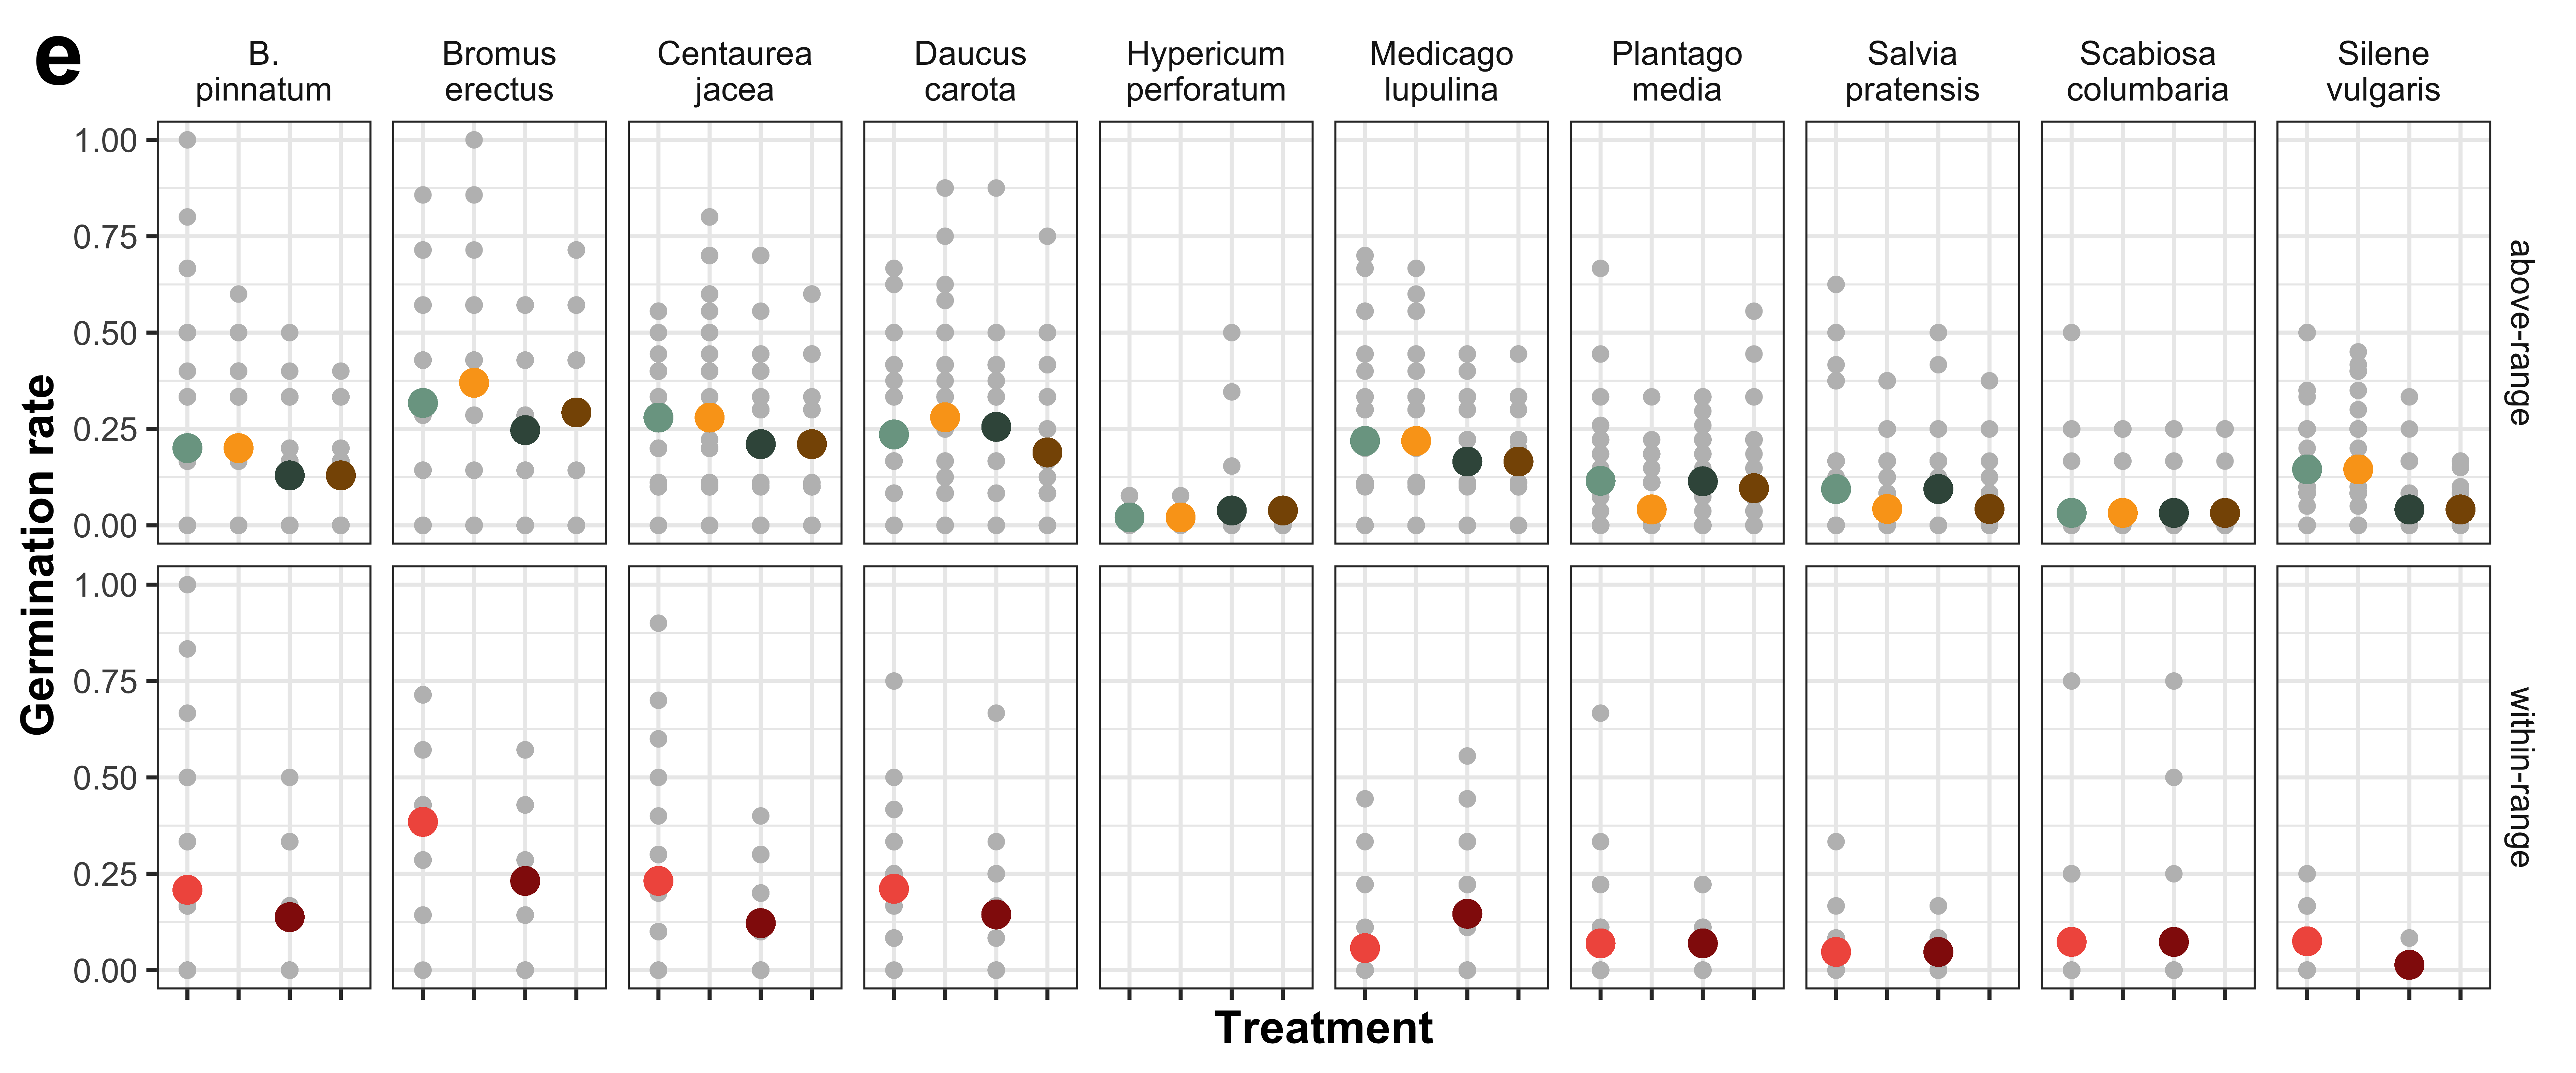 e
B.
pinnatum
Bromus
erectus
Centaurea
jacea
Daucus
carota
Hypericum
perforatum
Medicago
lupulina
Plantago
media
Salvia
pratensis
Scabiosa
columbaria
Silene
vulgaris
Germination rate
1.00
0.75
0.50
0.25
0.00
above-range
1.00
0.75
0.50
0.25
0.00
within-range
Treatment